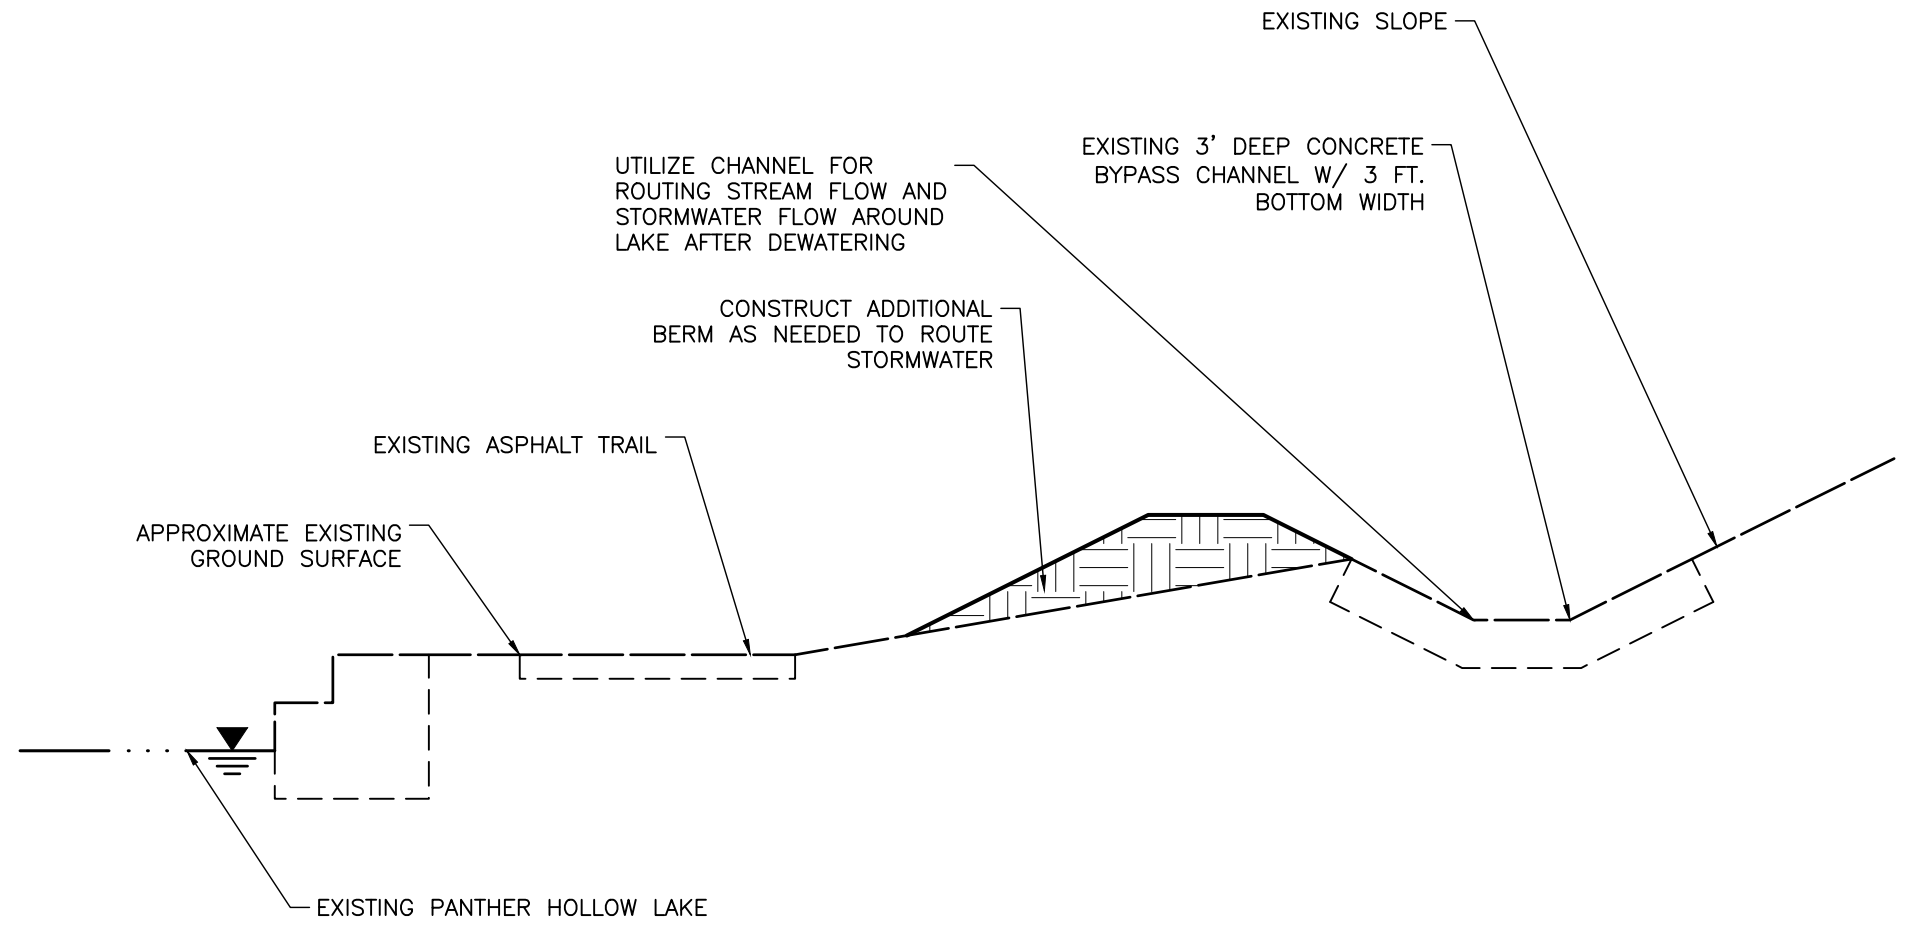 EXISTING SLOPE
EXISTING 3' DEEP CONCRETE
BYPASS CHANNEL W/ 3 FT.
BOTTOM WIDTH
UTILIZE CHANNEL FOR
ROUTING STREAM FLOW AND
STORMWATER FLOW AROUND
LAKE AFTER DEWATERING
CONSTRUCT ADDITIONAL
BERM AS NEEDED TO ROUTE
STORMWATER
EXISTING ASPHALT TRAIL
APPROXIMATE EXISTING
GROUND SURFACE
EXISTING PANTHER HOLLOW LAKE